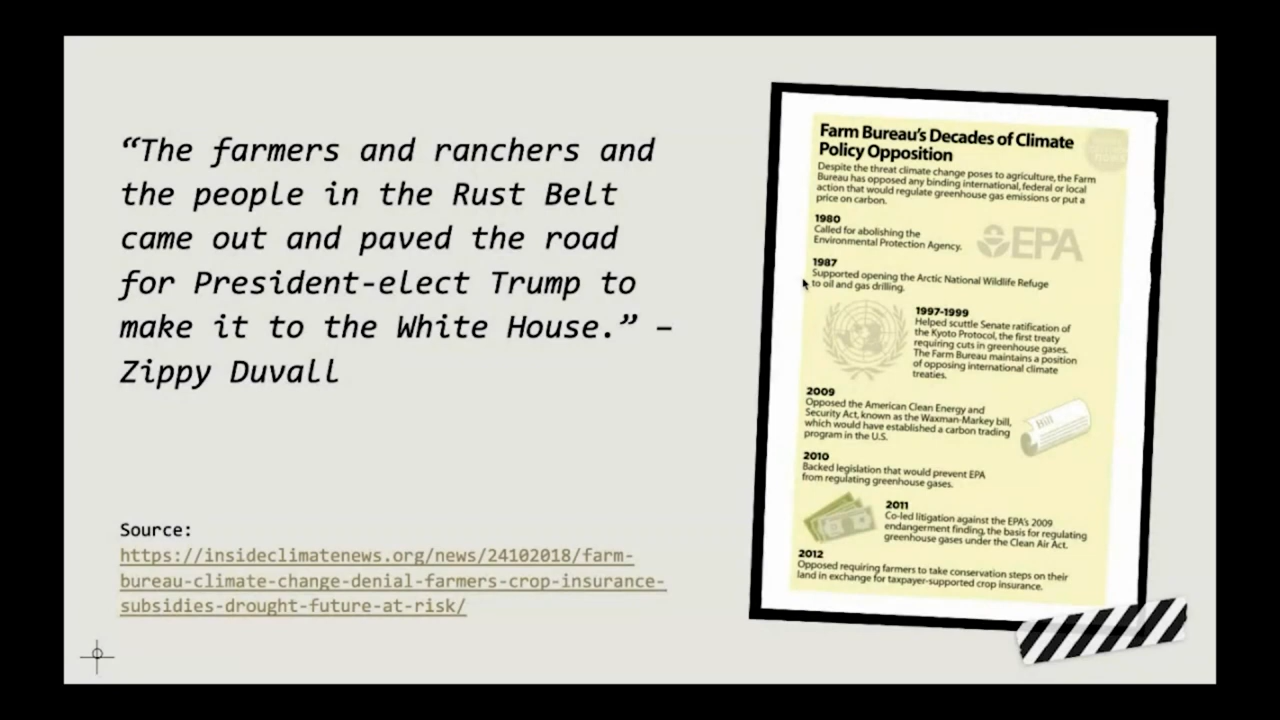 “The farmers and ranchers and
the people in the Rust Belt
came out and paved the road
for President-elect Trump to
make it to the White House.” –
Zippy Duvall
Source:
https://insideclimatenews.org/news/24102018/farm-
bureau-climate-change-denial-farmers-crop-insurance-
subsidies-drought-future-at-risk/
Farm Bureau's Decades of Climate
Policy Opposition
Despite the threat climate change poses to agriculture, the Farm
Bureau has opposed any binding international, federal or local
action that would regulate greenhouse gas emissions or put a
price on carbon.
1980
Called for abolishing the
Environmental Protection Agency.
EPA
1987
Supported opening the Arctic National Wildlife Refuge
to oil and gas drilling.
1997-1999
Helped scuttle Senate ratification of
the Kyoto Protocol, the first treaty
requiring cuts in greenhouse gases.
The Farm Bureau maintains a position
of opposing international climate
treaties.
2009
Opposed the American Clean Energy and
Security Act, known as the Waxman-Markey bill,
which would have established a carbon trading
program in the U.S.
Bill
2010
Backed legislation that would prevent EPA
from regulating greenhouse gases.
2011
Co-led litigation against the EPA's 2009
endangerment finding, the basis for regulating
greenhouse gases under the Clean Air Act.
2012
Opposed requiring farmers to take conservation steps on their
land in exchange for taxpayer-supported crop insurance.